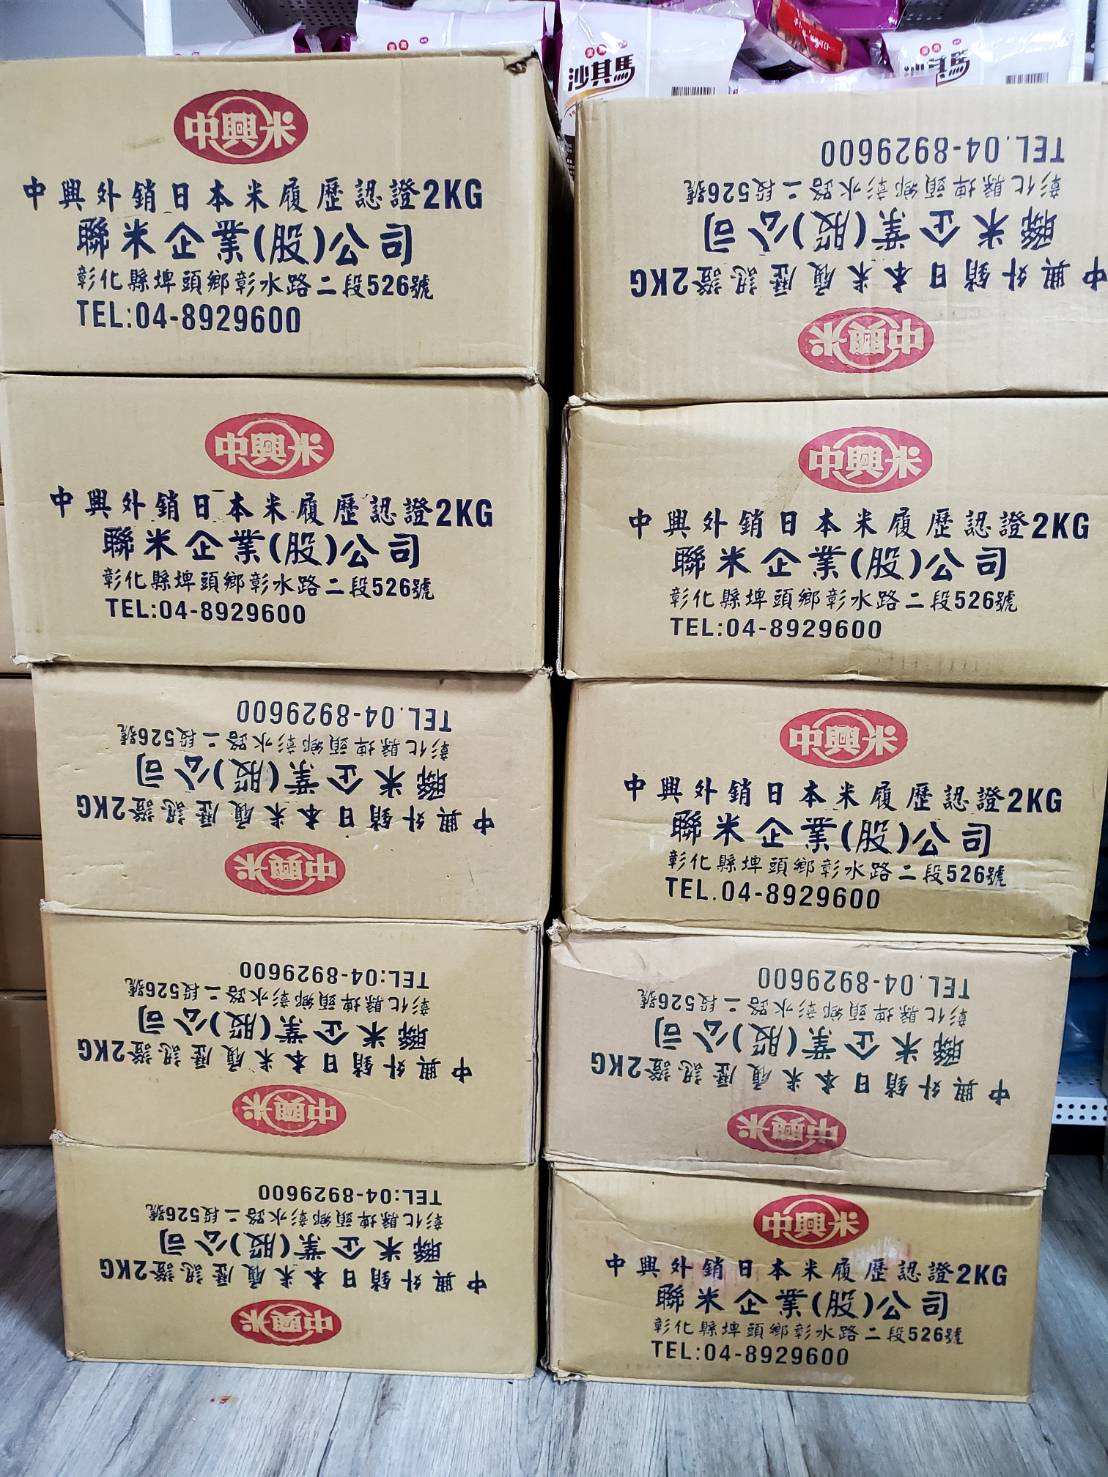 沙其馬
中興米
中興外銷日本米履歷認證2KG
聯米企業(股)公司
彰化縣埤頭鄉彰水路二段526號
TEL:04-8929600
中興米
中興外銷日本米履歷認證2KG
聯米企業(股)公司
彰化縣埤頭鄉彰水路二段526號
TEL:04-8929600
中興米
中興外銷日本米履歷認證2KG
聯米企業(股)公司
彰化縣埤頭鄉彰水路二段526號
TEL.04-8929600
中興米
中興外銷日本米履歷認證2KG
聯米企業(股)公司
彰化縣埤頭鄉彰水路二段526號
TEL:04-8929600
中興米
中興外銷日本米履歷認證2KG
聯米企業(股)公司
彰化縣埤頭鄉彰水路二段526號
TEL:04-8929600
沙其馬
中興米
中興外銷日本米履歷認證2KG
聯米企業(股)公司
彰化縣埤頭鄉彰水路二段526號
TEL.04-8929600
中興米
中興外銷日本米履歷認證2KG
聯米企業(股)公司
彰化縣埤頭鄉彰水路二段526號
TEL:04-8929600
中興米
中興外銷日本米履歷認證2KG
聯米企業(股)公司
彰化縣埤頭鄉彰水路二段526號
TEL.04-8929600
中興米
中興外銷日本米履歷認證2KG
聯米企業(股)公司
彰化縣埤頭鄉彰水路二段526號
TEL.04-8929600
中興米
中興外銷日本米履歷認證2KG
聯米企業(股)公司
彰化縣埤頭鄉彰水路二段526號
TEL:04-8929600